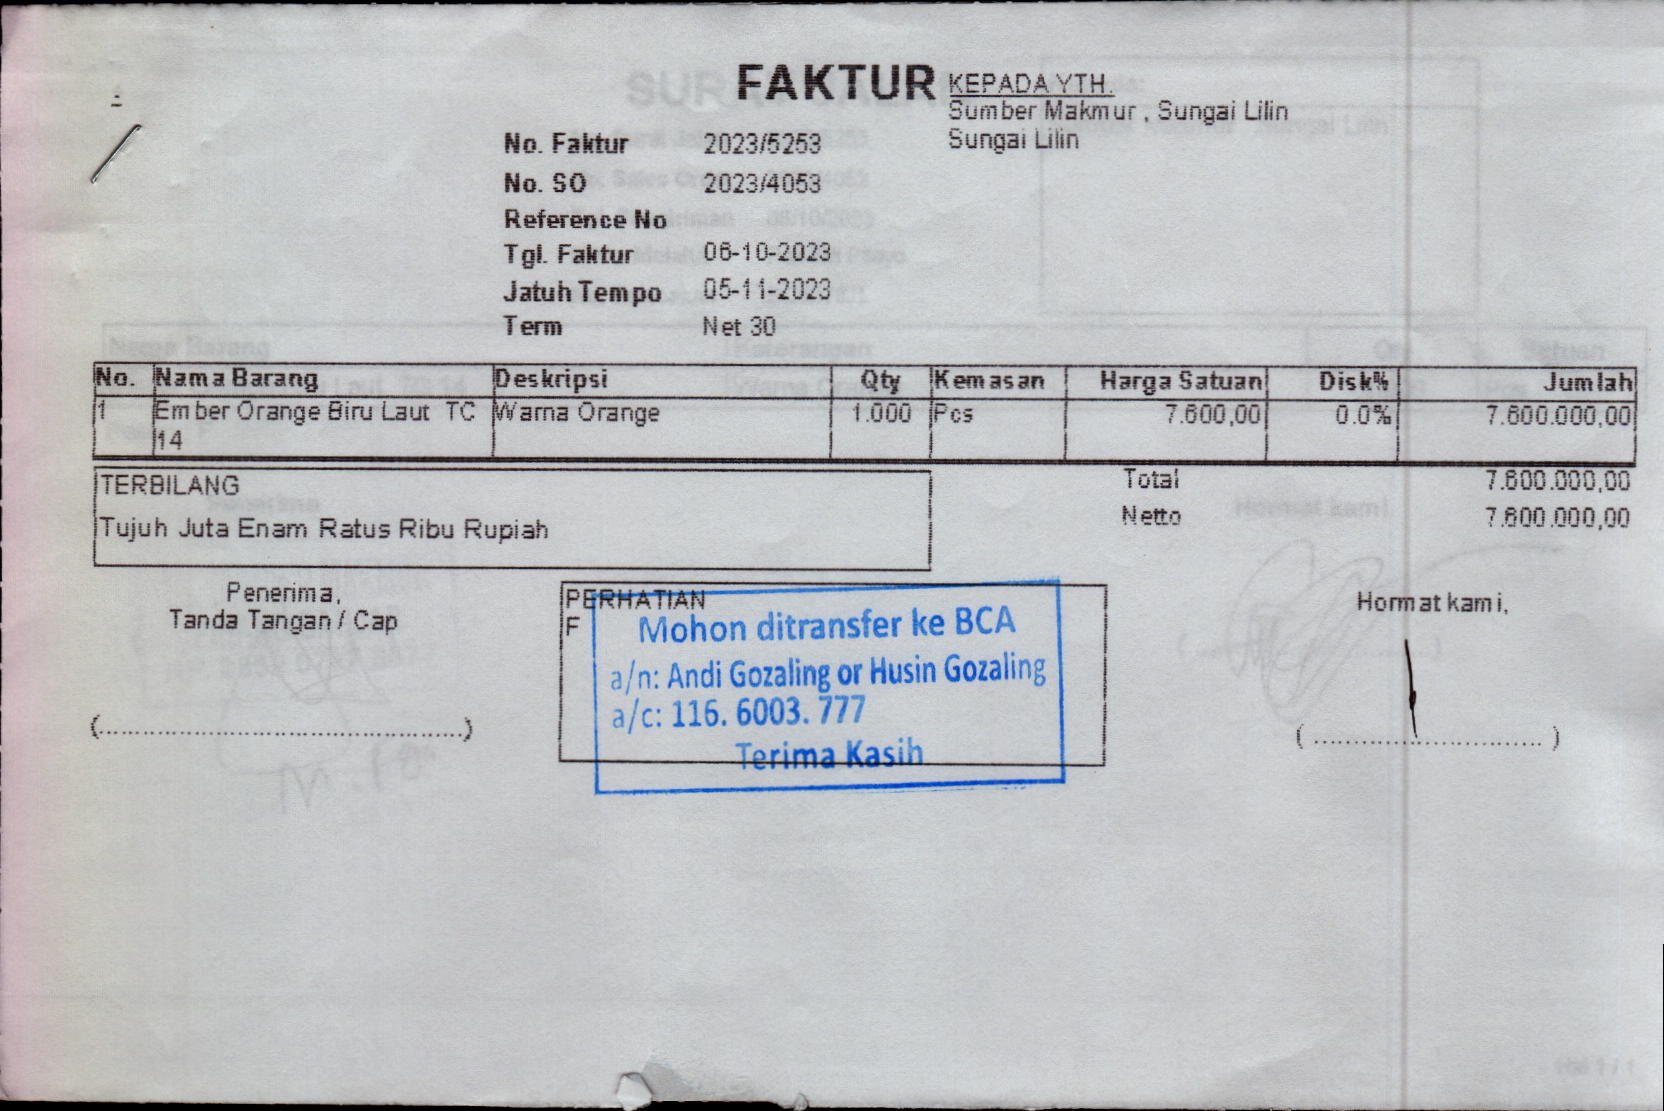 FAKTUR
KEPADA YTH.
Sumber Makmur , Sungai Lilin
Sungai Lilin
No. Faktur 2023/5253
No. SO 2023/4053
Reference No
Tgl. Faktur 06-10-2023
Jatuh Tempo 05-11-2023
Term Net 30
No. Nama Barang Deskripsi Qty Kemasan Harga Satuan Disk% Jumlah
1 Ember Orange Biru Laut TC Warna Orange 1.000 Pcs 7.600,00 0.0% 7.600.000,00
14
TERBILANG
Tujuh Juta Enam Ratus Ribu Rupiah
Total 7.600.000,00
Netto 7.600.000,00
Penerima,
Tanda Tangan / Cap
(............................................)
PERHATIAN
F
Mohon ditransfer ke BCA
a/n: Andi Gozaling or Husin Gozaling
a/c: 116. 6003. 777
Terima Kasih
Hormat kami,
( ............................ )